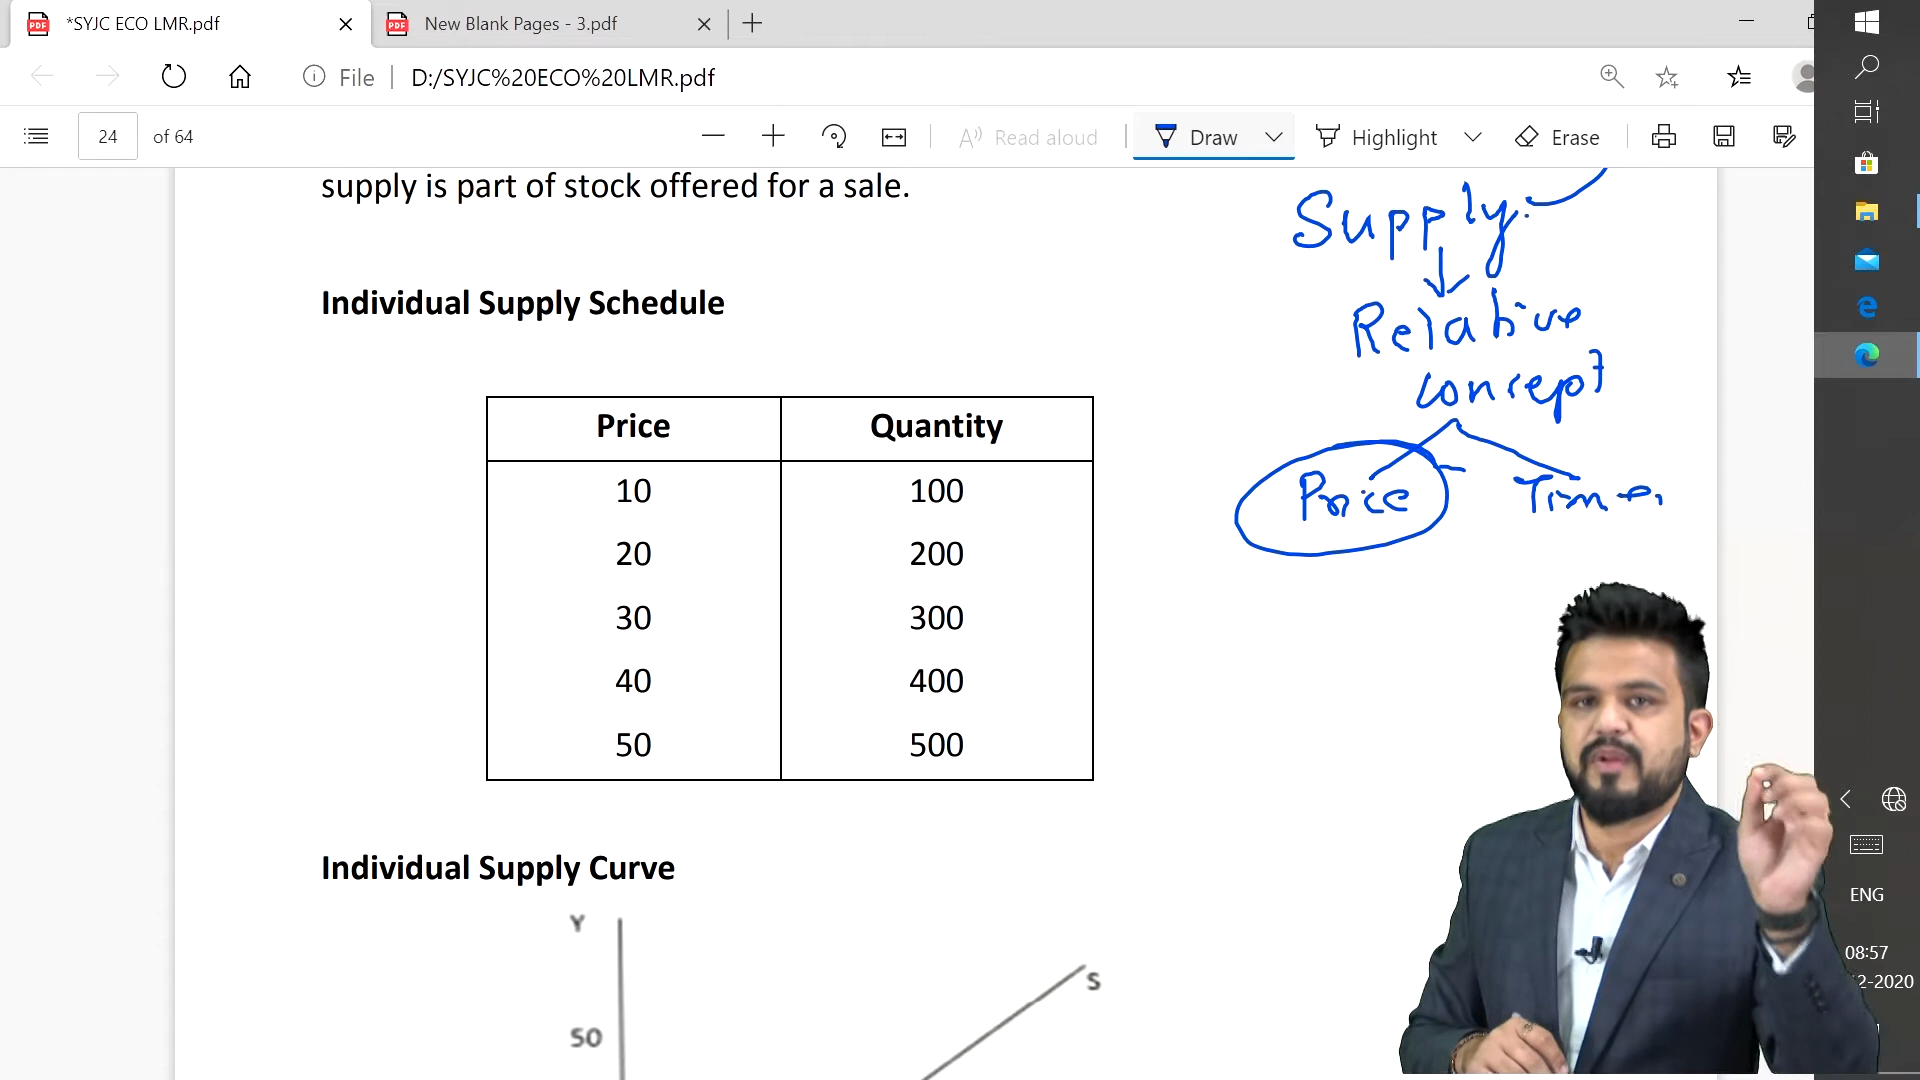 *SYJC ECO LMR.pdf
New Blank Pages - 3.pdf
File
D:/SYJC%20ECO%20LMR.pdf
24 of 64
Read aloud
Draw
Highlight
Erase
supply is part of stock offered for a sale.
Supply.
Relative
concept
Price Time,
Individual Supply Schedule
Price Quantity
10 100
20 200
30 300
40 400
50 500
Individual Supply Curve
Y
S
50
ENG
08:57
2-2020